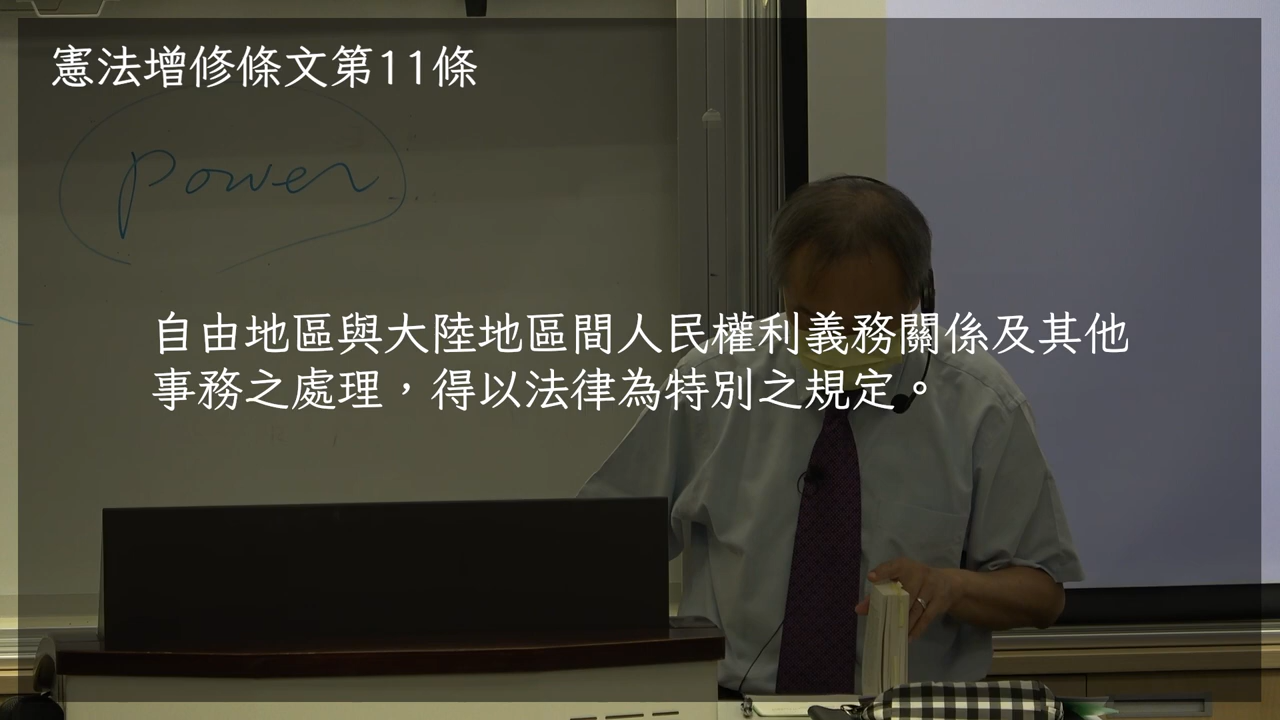 憲法增修條文第11條
power
自由地區與大陸地區間人民權利義務關係及其他
事務之處理，得以法律為特別之規定。